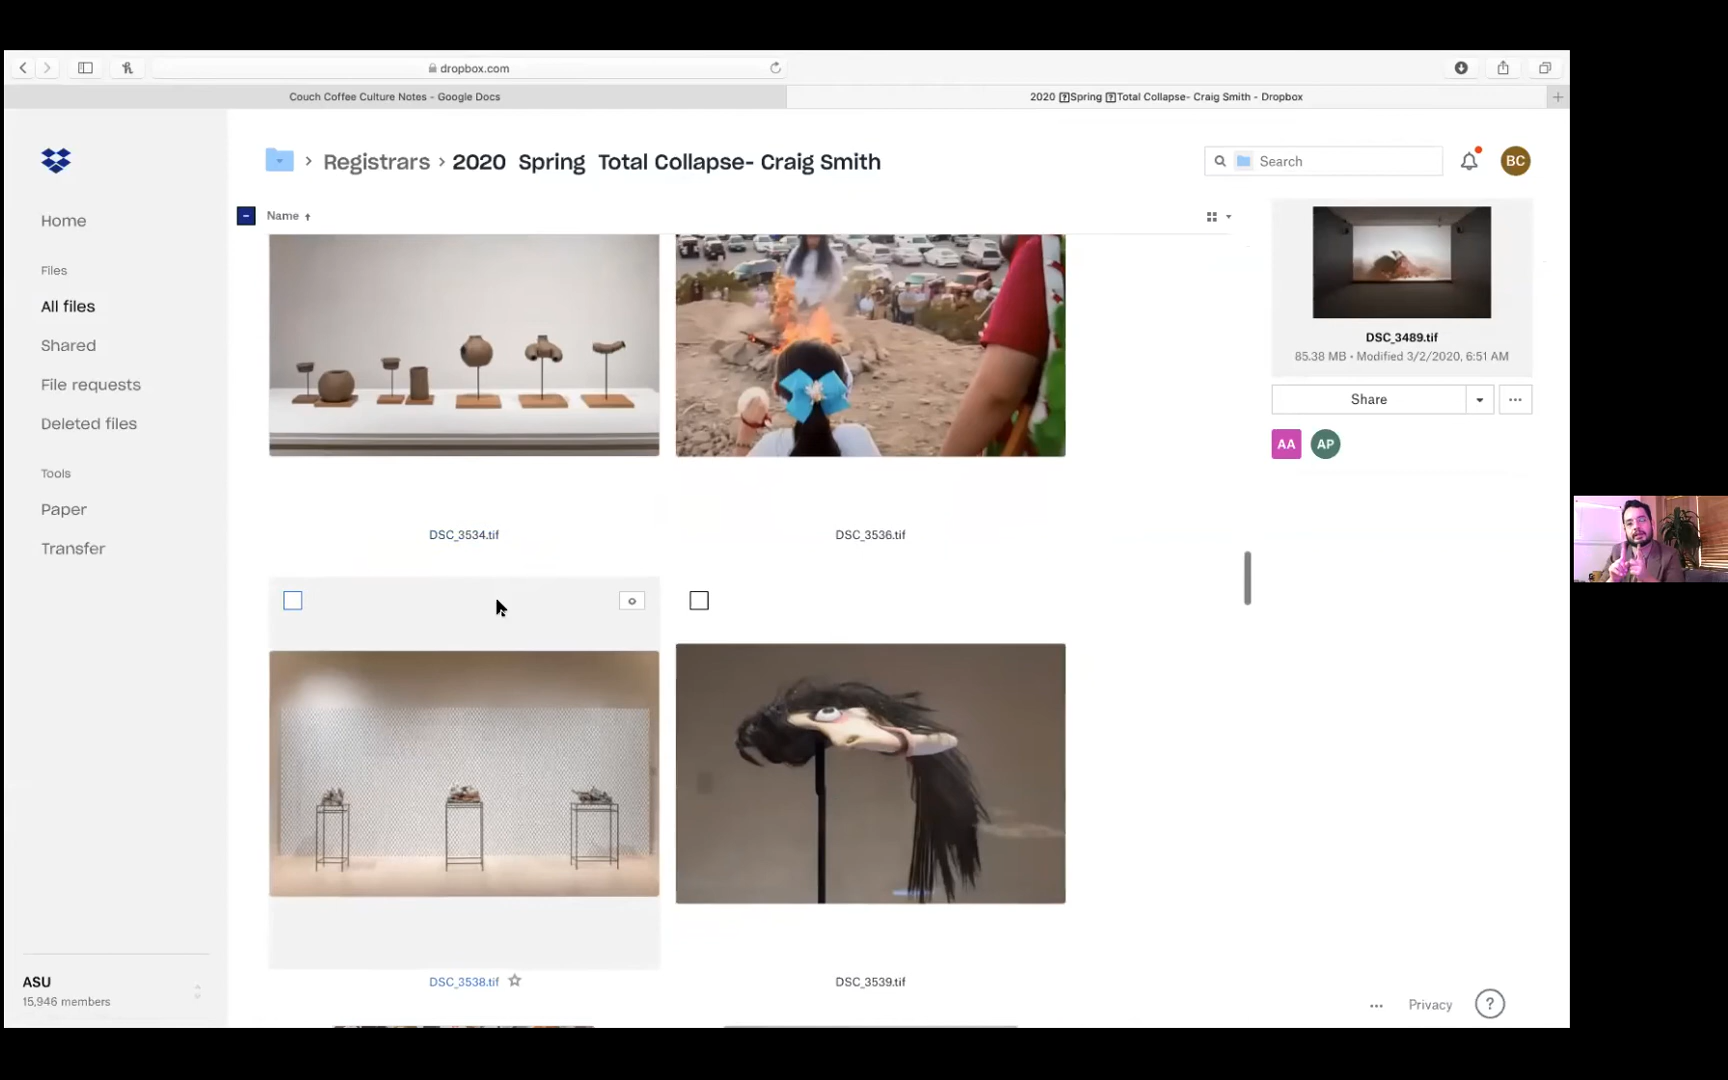 dropbox.com
Couch Coffee Culture Notes - Google Docs
2020 ⍰Spring ⍰Total Collapse- Craig Smith - Dropbox
Registrars › 2020 Spring Total Collapse- Craig Smith
Search
BC
Home
Files
All files
Shared
File requests
Deleted files
Tools
Paper
Transfer
ASU
15,946 members
Name ↑
DSC_3534.tif
DSC_3536.tif
DSC_3538.tif
DSC_3539.tif
DSC_3489.tif
85.38 MB • Modified 3/2/2020, 6:51 AM
Share
AA AP
Privacy ?